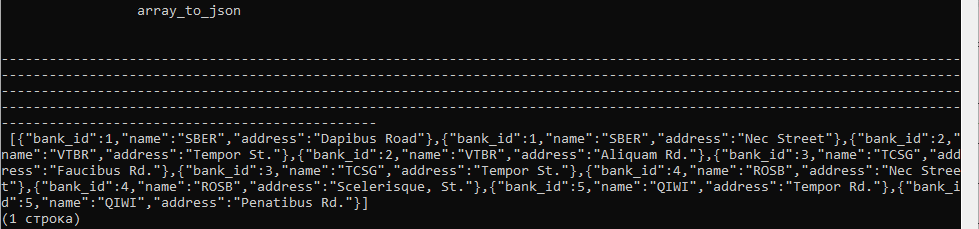 array_to_json
--------------------------------------------------------------------------------------------------------------------------
--------------------------------------------------------------------------------------------------------------------------
--------------------------------------------------------------------------------------------------------------------------
--------------------------------------------------------------------------------------------------------------------------
------------------------------------------------
[{"bank_id":1,"name":"SBER","address":"Dapibus Road"},{"bank_id":1,"name":"SBER","address":"Nec Street"},{"bank_id":2,"
name":"VTBR","address":"Tempor St."},{"bank_id":2,"name":"VTBR","address":"Aliquam Rd."},{"bank_id":3,"name":"TCSG","add
ress":"Faucibus Rd."},{"bank_id":3,"name":"TCSG","address":"Tempor St."},{"bank_id":4,"name":"ROSB","address":"Nec Stree
t"},{"bank_id":4,"name":"ROSB","address":"Scelerisque, St."},{"bank_id":5,"name":"QIWI","address":"Tempor Rd."},{"bank_i
d":5,"name":"QIWI","address":"Penatibus Rd."}]
(1 строка)